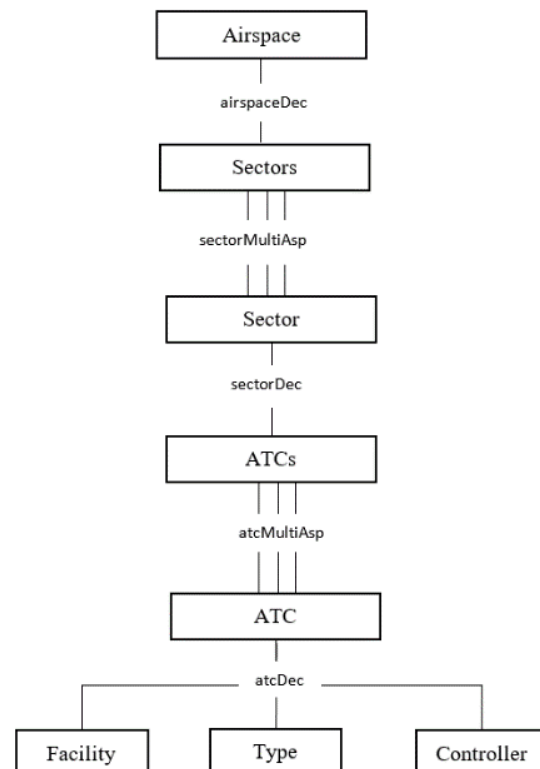 Airspace
airspaceDec
Sectors
sectorMultiAsp
Sector
sectorDec
ATCs
atcMultiAsp
ATC
atcDec
Facility
Type
Controller